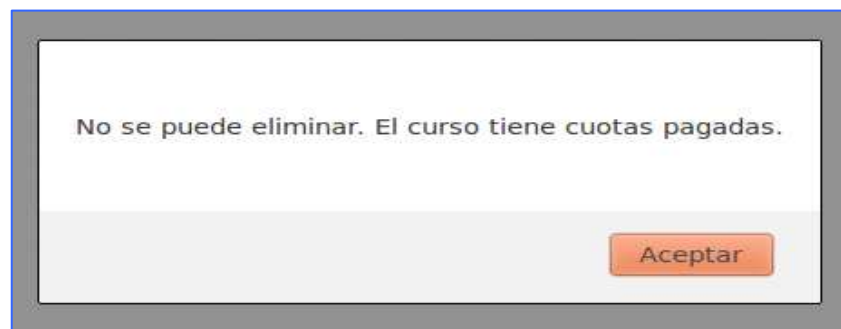 No se puede eliminar. El curso tiene cuotas pagadas.
Aceptar